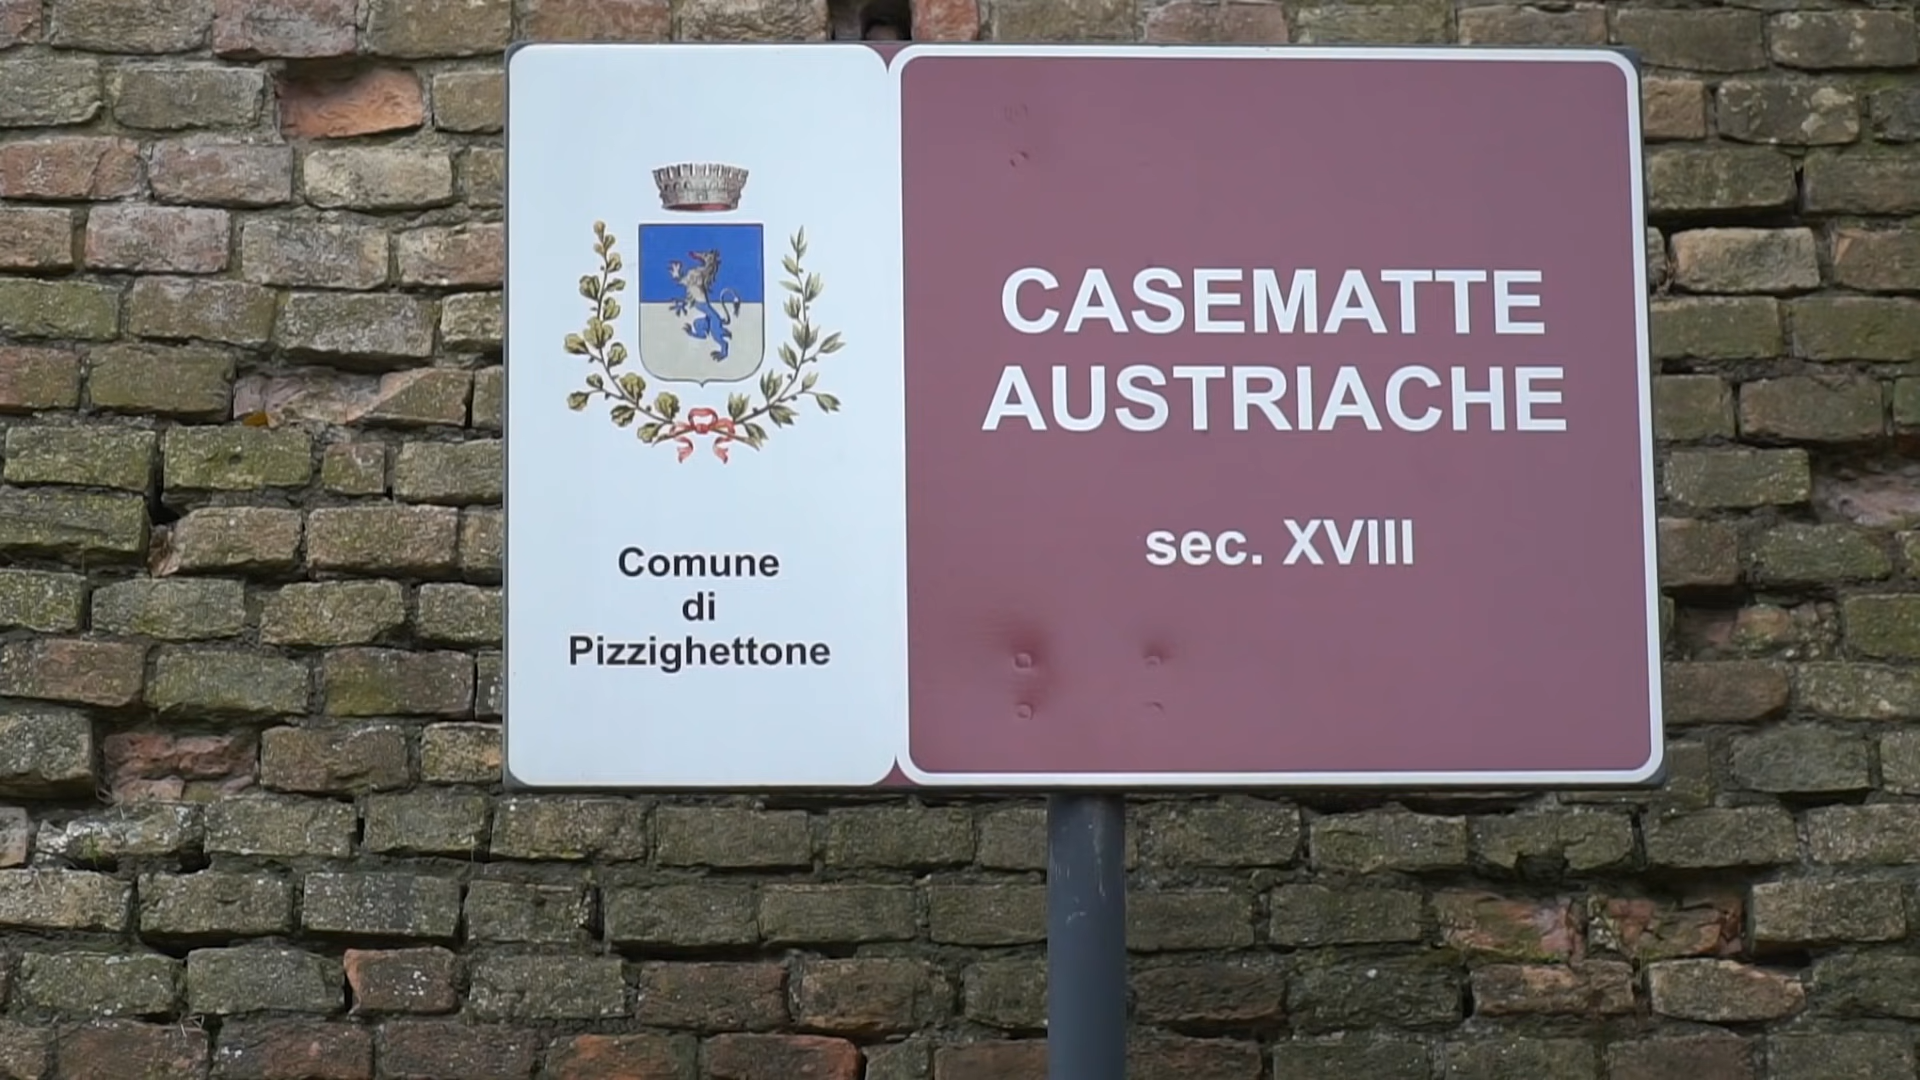 Comune
di
Pizzighettone
CASEMATTE
AUSTRIACHE
sec. XVIII